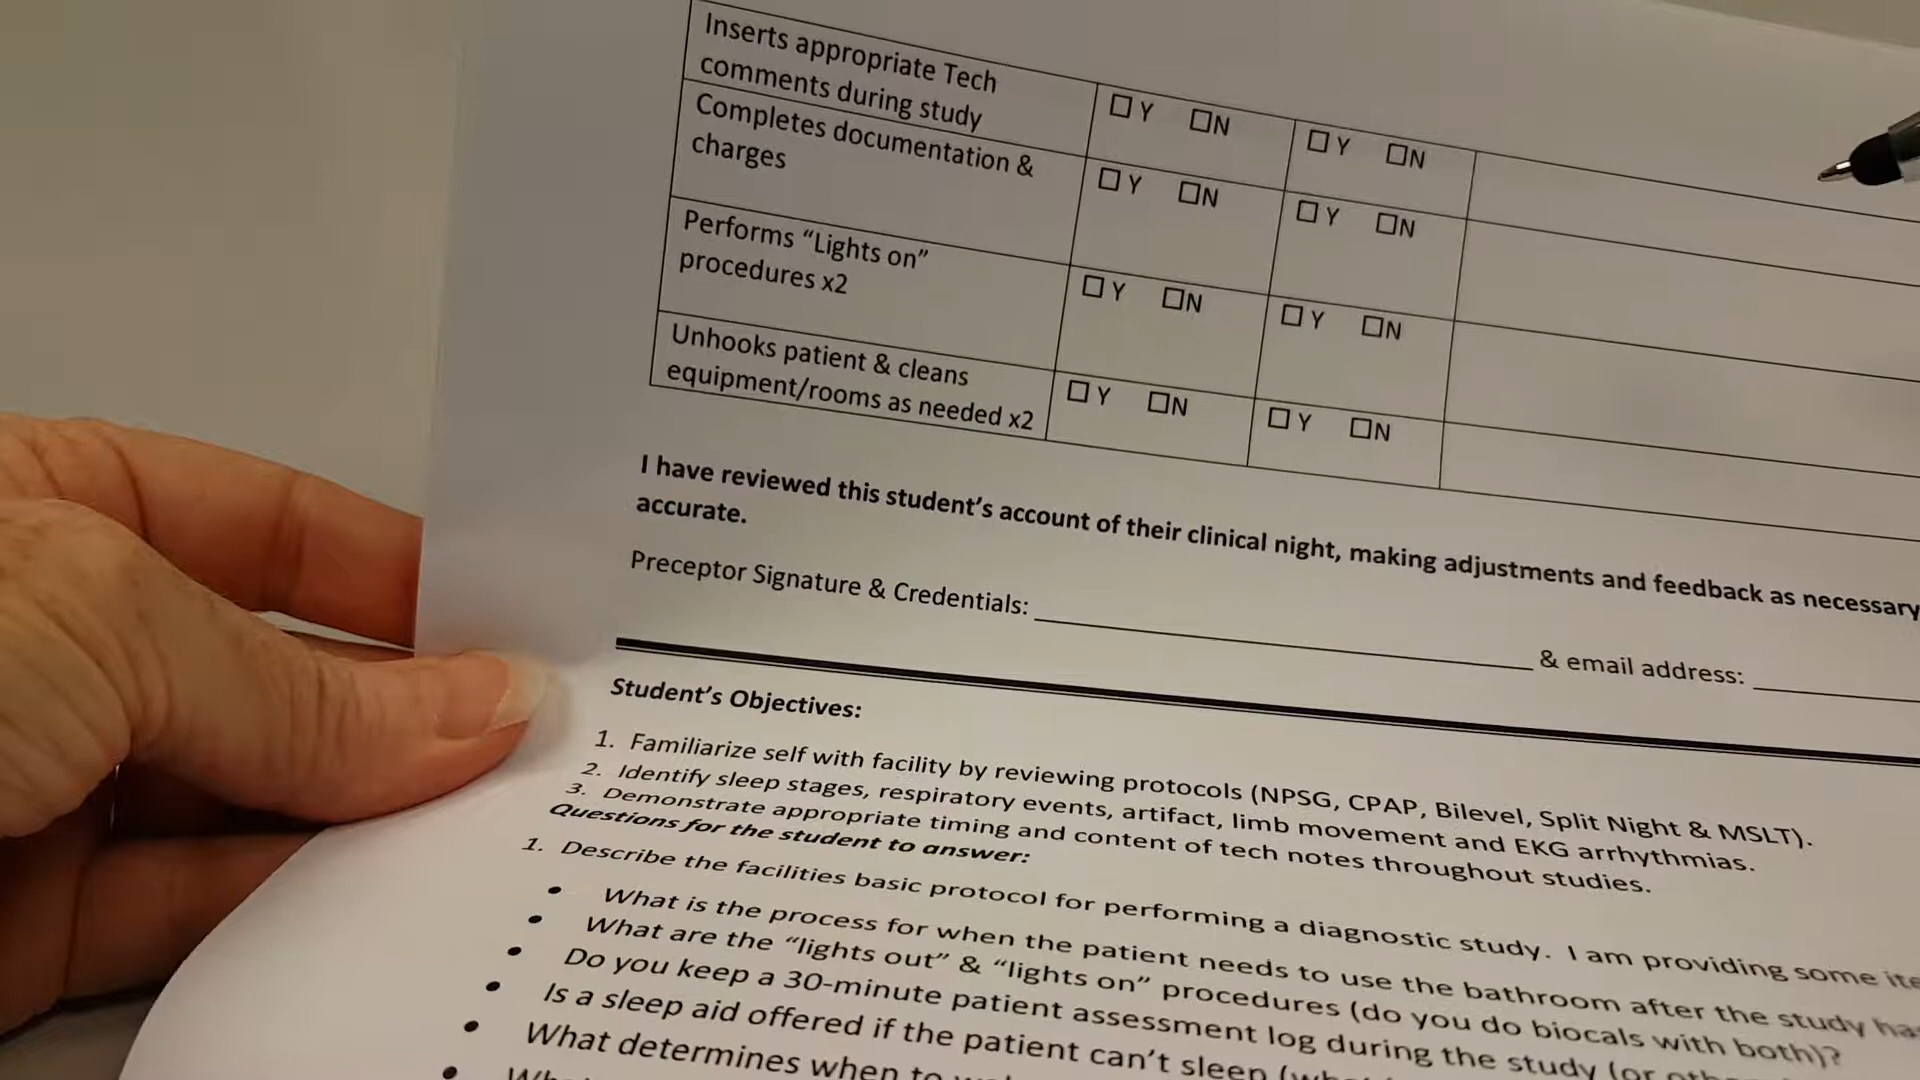 Inserts appropriate Tech
comments during study
☐ Y ☐N ☐ Y ☐N
Completes documentation &
charges
☐ Y ☐N ☐ Y ☐N
Performs “Lights on”
procedures x2
☐ Y ☐N ☐ Y ☐N
Unhooks patient & cleans
equipment/rooms as needed x2
☐ Y ☐N ☐ Y ☐N
I have reviewed this student’s account of their clinical night, making adjustments and feedback as necessary
accurate.
Preceptor Signature & Credentials: ____________________ & email address: ____________________
Student’s Objectives:
1. Familiarize self with facility by reviewing protocols (NPSG, CPAP, Bilevel, Split Night & MSLT).
2. Identify sleep stages, respiratory events, artifact, limb movement and EKG arrhythmias.
3. Demonstrate appropriate timing and content of tech notes throughout studies.
Questions for the student to answer:
1. Describe the facilities basic protocol for performing a diagnostic study. I am providing some
• What is the process for when the patient needs to use the bathroom after the study
• What are the “lights out” & “lights on” procedures (do you do biocals with both)?
• Do you keep a 30-minute patient assessment log during the study (or
• Is a sleep aid offered if the patient can’t sleep
• What determines when to